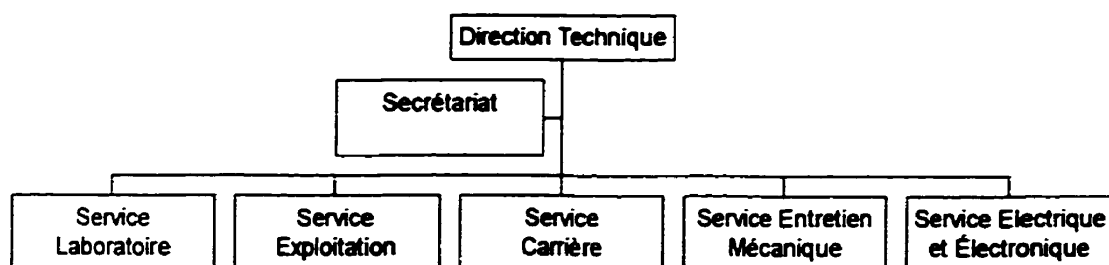 Direction Technique
Secrétariat
Service
Laboratoire
Service
Exploitation
Service
Carrière
Service Entretien
Mécanique
Service Electrique
et Électronique